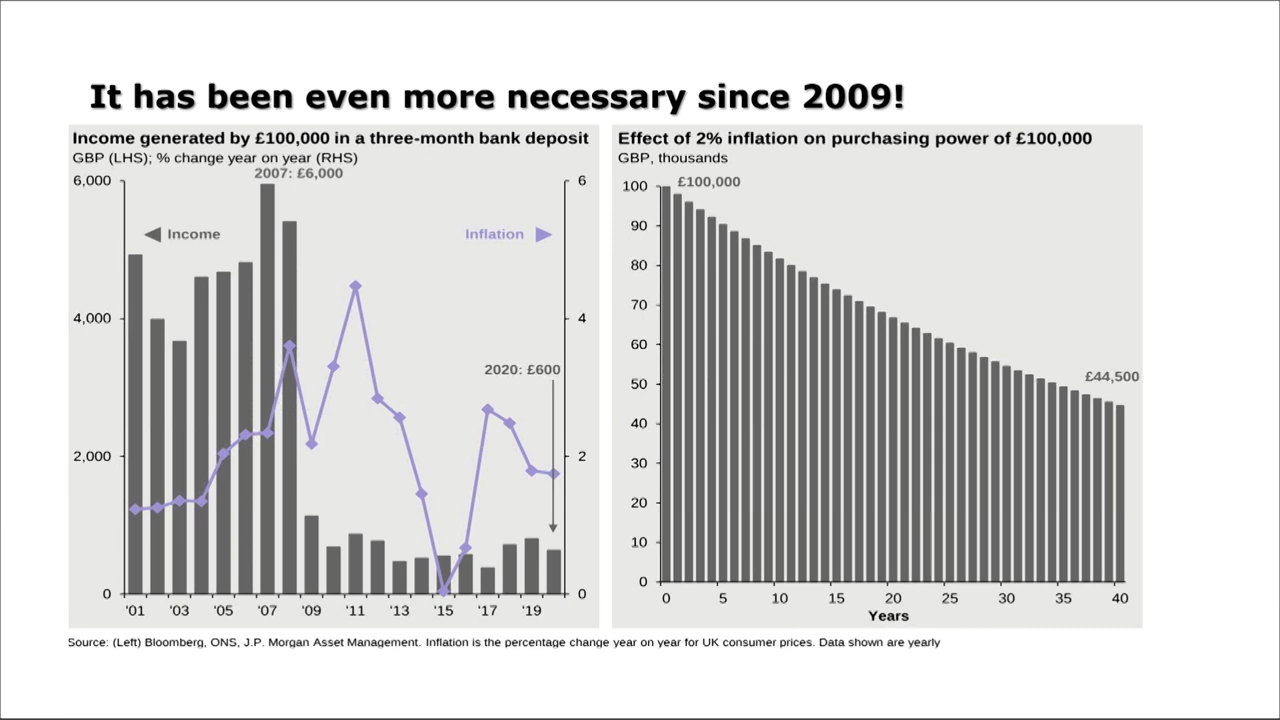 It has been even more necessary since 2009!
Income generated by £100,000 in a three-month bank deposit
GBP (LHS); % change year on year (RHS)
2007: £6,000
6,000
6
◀ Income
Inflation ▶
4,000
4
2020: £600
2,000
2
0
0
'01 '03 '05 '07 '09 '11 '13 '15 '17 '19
Effect of 2% inflation on purchasing power of £100,000
GBP, thousands
£100,000
100
90
80
70
60
£44,500
50
40
30
20
10
0
0 5 10 15 20 25 30 35 40
Years
Source: (Left) Bloomberg, ONS, J.P. Morgan Asset Management. Inflation is the percentage change year on year for UK consumer prices. Data shown are yearly